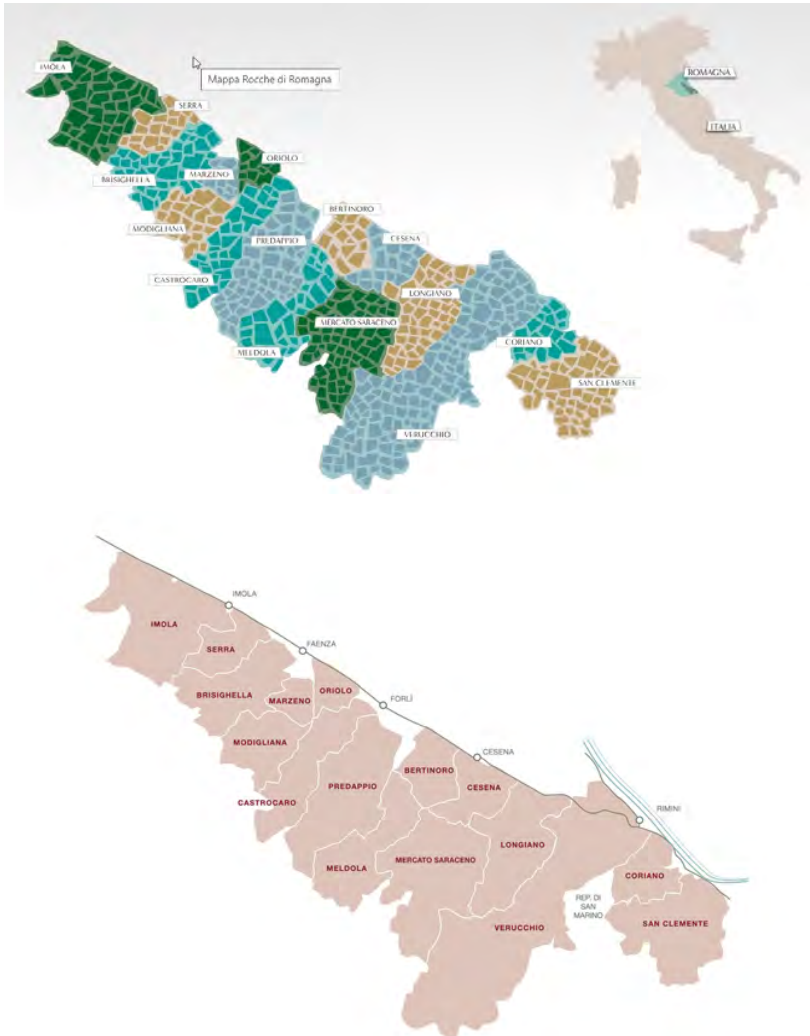 IMOLA
Mappa Rocche di Romagna
ROMAGNA
ITALIA
SERRA
ORIOLO
BRISIGHELLA
MARZENO
MODIGLIANA
BERTINORO
PREDAPPIO
CESENA
CASTROCARO
LONGIANO
MERCATO SARACENO
MELDOLA
CORIANO
SAN CLEMENTE
VERUCCHIO
IMOLA
IMOLA
SERRA
FAENZA
BRISIGHELLA
MARZENO
ORIOLO
FORLÌ
MODIGLIANA
CESENA
BERTINORO
PREDAPPIO
CESENA
CASTROCARO
RIMINI
LONGIANO
MERCATO SARACENO
MELDOLA
CORIANO
REP. DI
SAN
MARINO
SAN CLEMENTE
VERUCCHIO